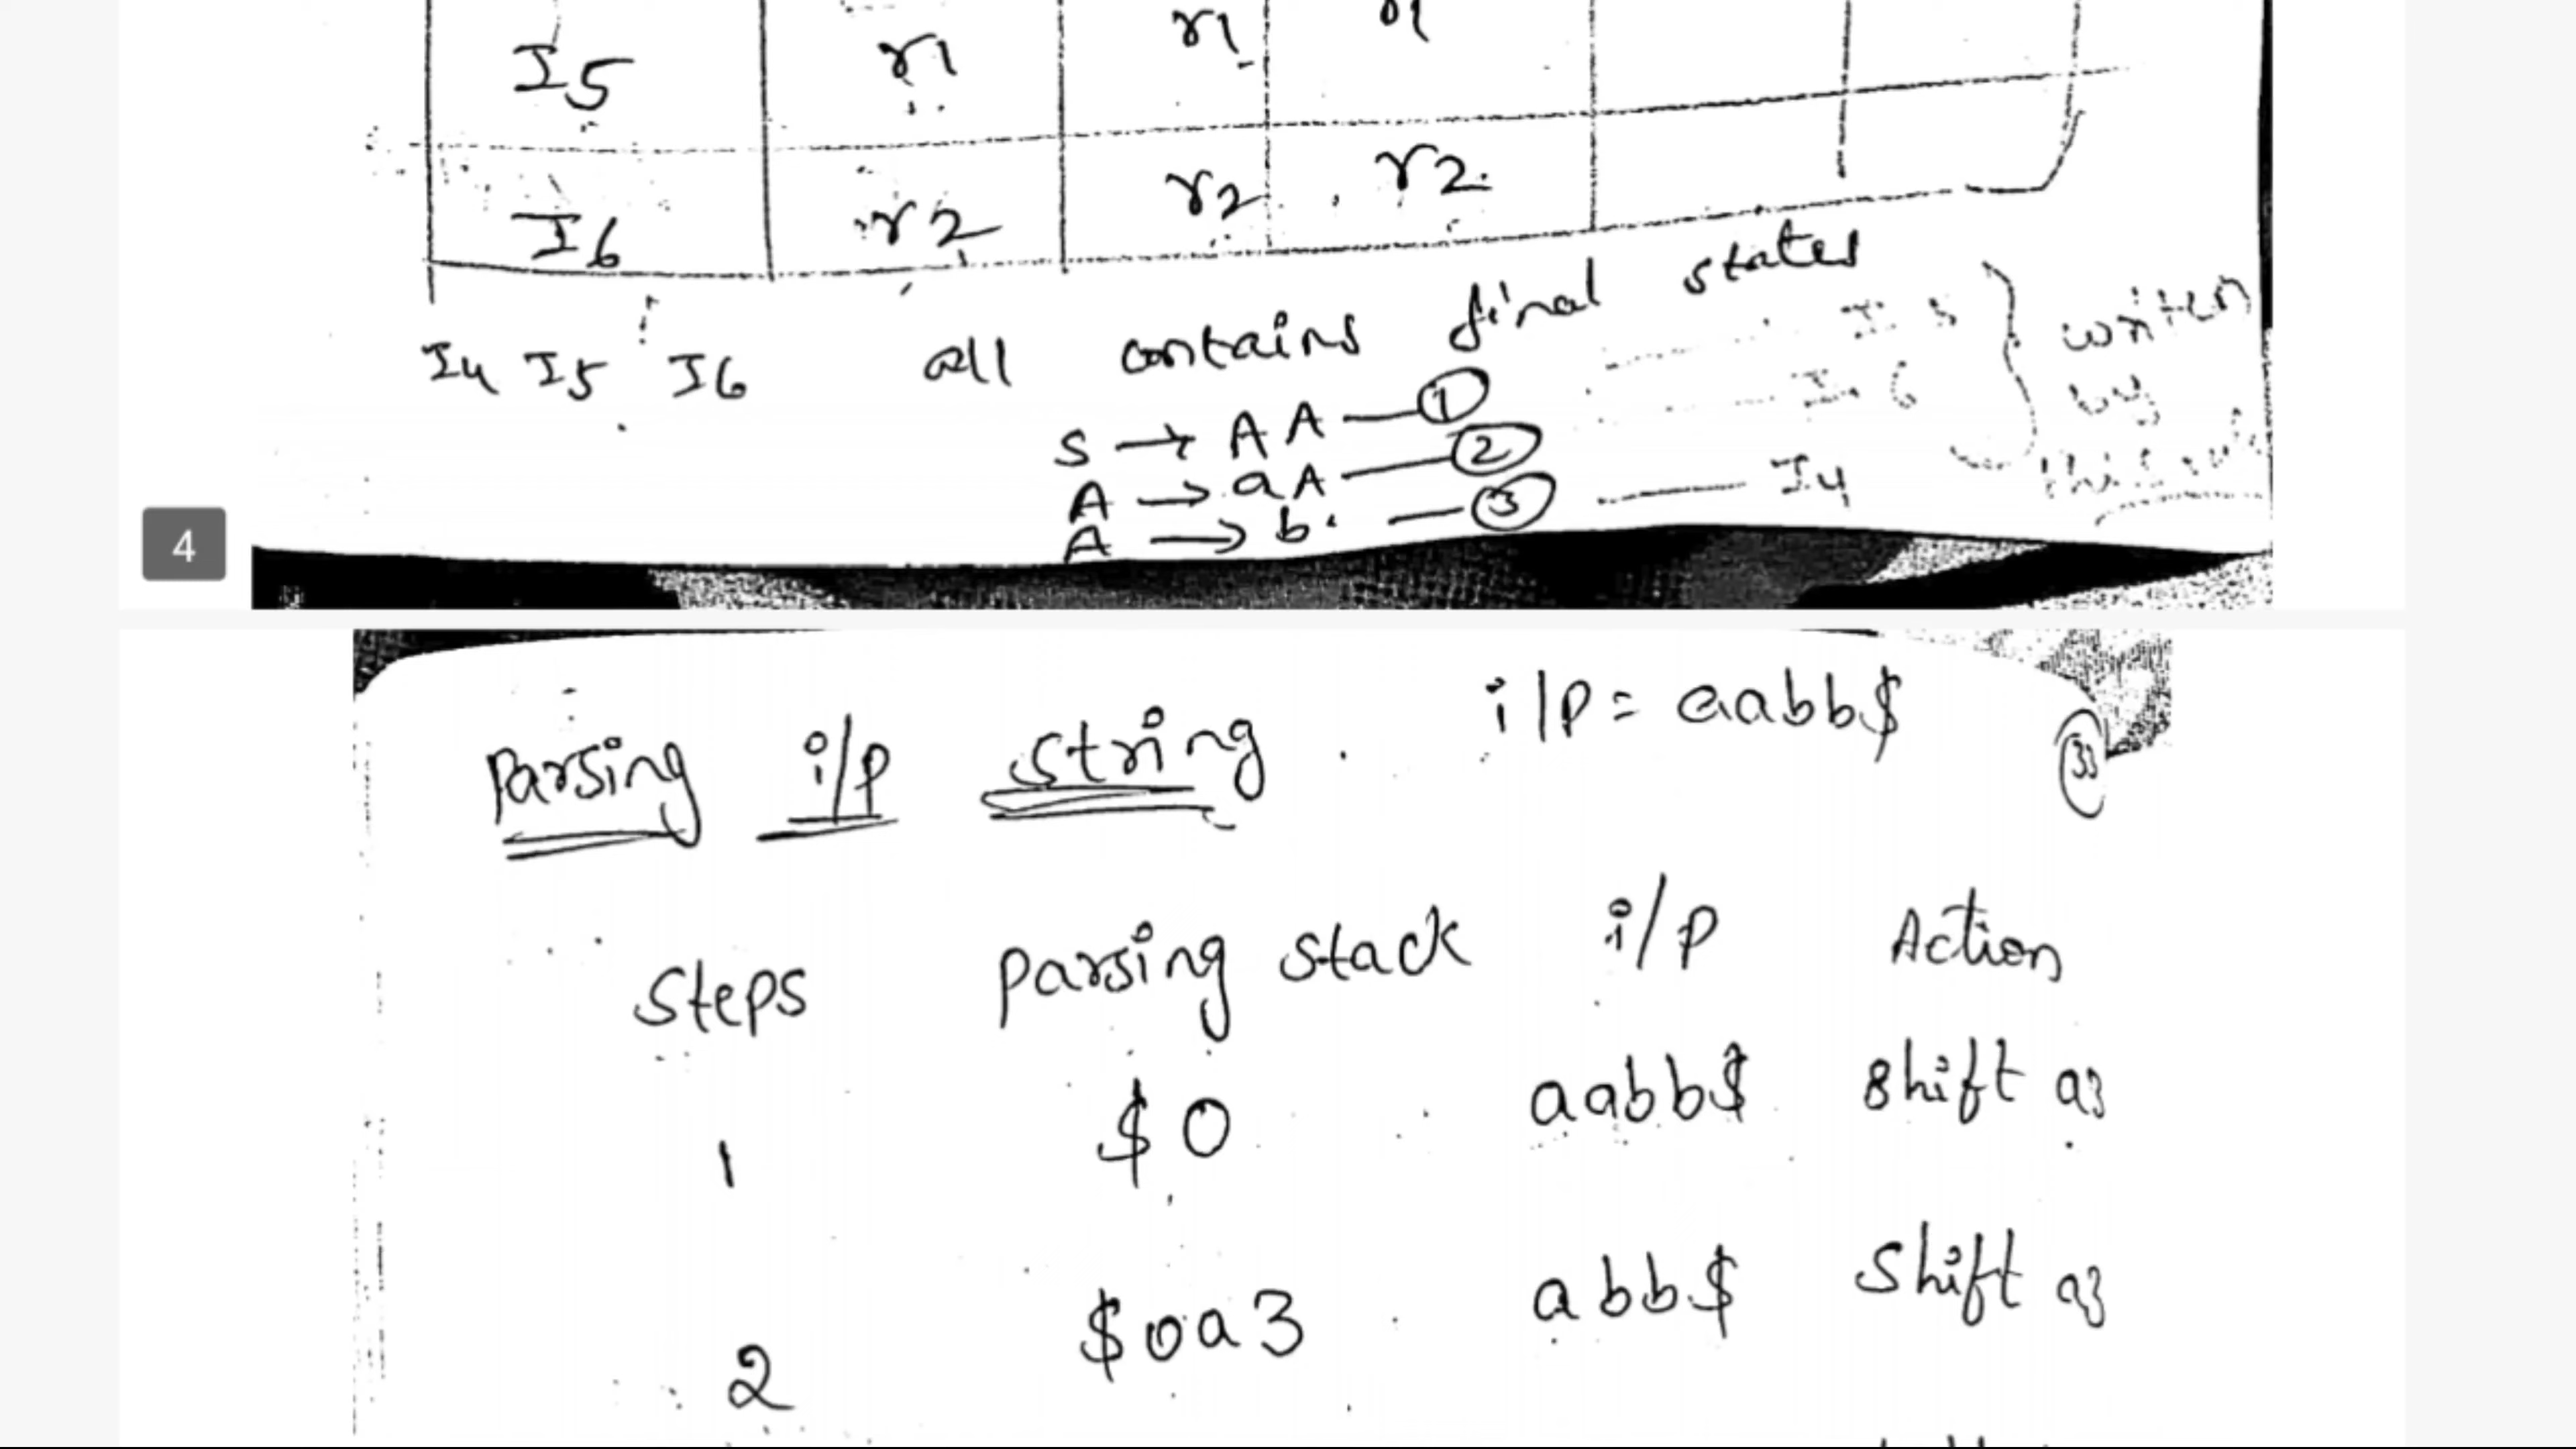 I5 r1 r1 r1
I6 r2 r2 r2
I4 I5 I6 all contains final states
S → AA — ① I5
A → aA — ② I6
A → b. — ③ — I4
written
by
4
Parsing i/p string. i/p = aabb$
33
Steps Parsing stack i/p Action
1 $0 aabb$ Shift a3
2 $0a3 abb$ Shift a3